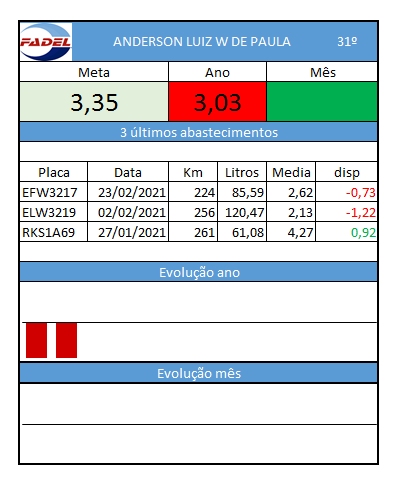 FADEL ANDERSON LUIZ W DE PAULA 31º
Meta Ano Mês
3,35 3,03
3 últimos abastecimentos
Placa Data Km Litros Media disp
EFW3217 23/02/2021 224 85,59 2,62 -0,73
ELW3219 02/02/2021 256 120,47 2,13 -1,22
RKS1A69 27/01/2021 261 61,08 4,27 0,92
Evolução ano
Evolução mês